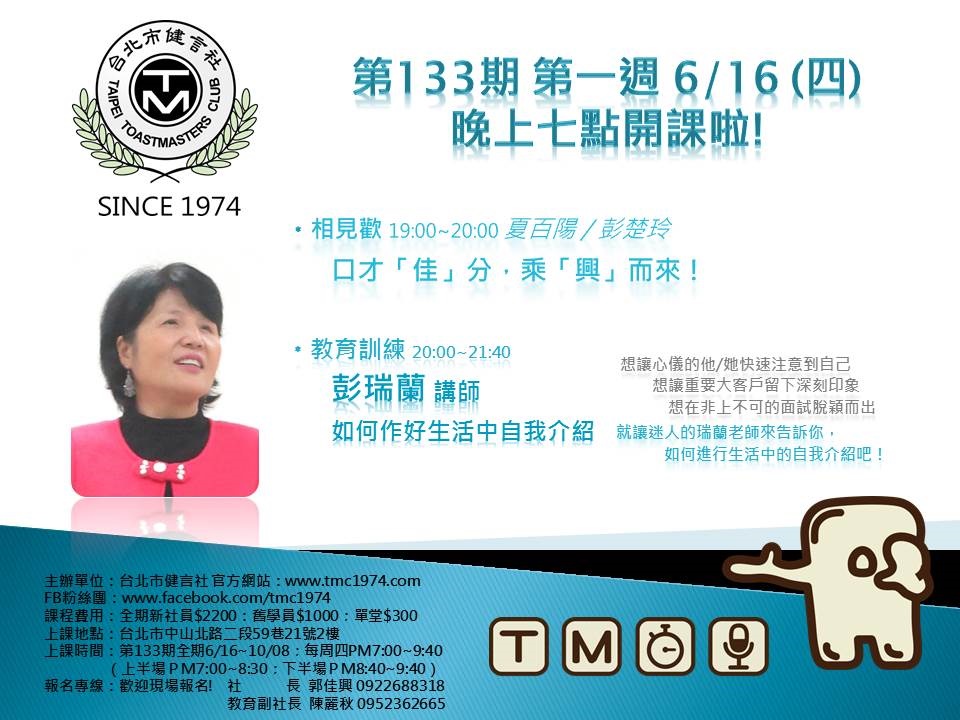 台北市健言社
TAIPEI TOASTMASTERS CLUB
TM
SINCE 1974
第133期 第一週 6/16 (四)
晚上七點開課啦!
• 相見歡 19:00~20:00 夏百陽 / 彭楚玲
口才「佳」分，乘「興」而來！
• 教育訓練 20:00~21:40
彭瑞蘭 講師
如何作好生活中自我介紹
想讓心儀的他/她快速注意到自己
想讓重要大客戶留下深刻印象
想在非上不可的面試脫穎而出
就讓迷人的瑞蘭老師來告訴你，
如何進行生活中的自我介紹吧！
主辦單位：台北市健言社 官方網站：www.tmc1974.com
FB粉絲團：www.facebook.com/tmc1974
課程費用：全期新社員$2200；舊學員$1000；單堂$300
上課地點：台北市中山北路二段59巷21號2樓
上課時間：第133期全期6/16~10/08；每周四PM7:00~9:40
（上半場ＰＭ7:00~8:30；下半場ＰＭ8:40~9:40）
報名專線：歡迎現場報名! 社 長 郭佳興 0922688318
教育副社長 陳麗秋 0952362665
T M